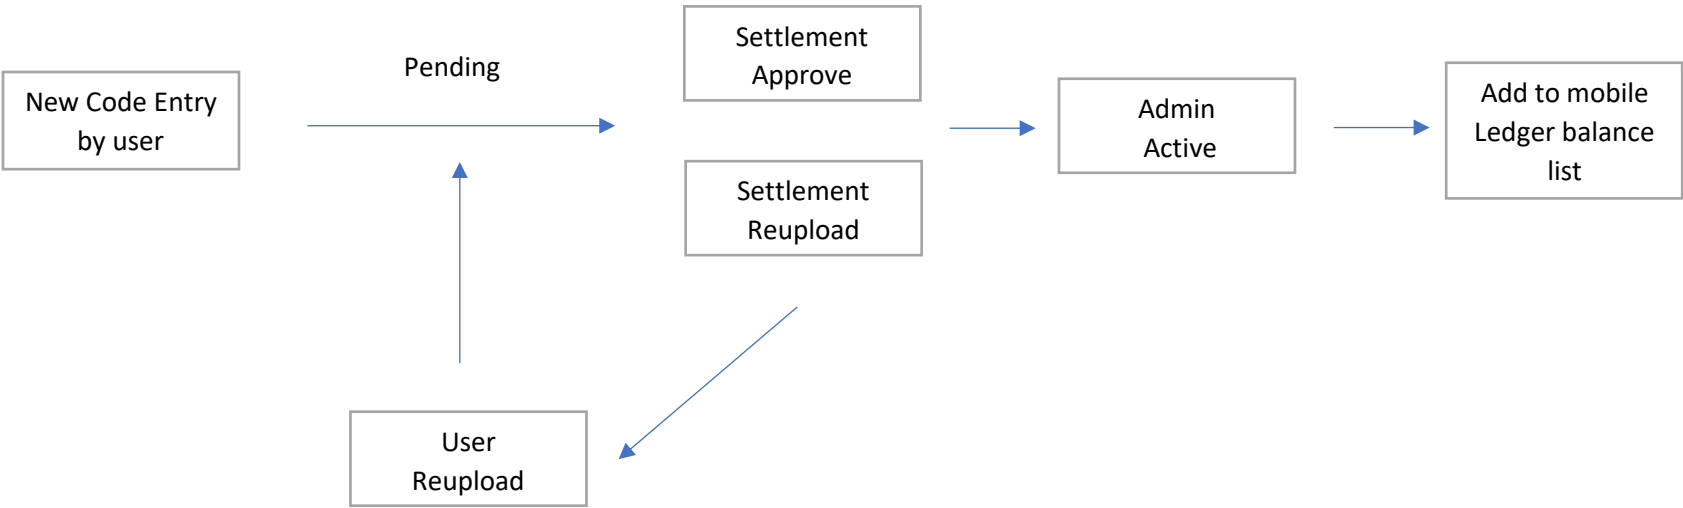 New Code Entry
by user
Pending
Settlement
Approve
Settlement
Reupload
Admin
Active
Add to mobile
Ledger balance
list
User
Reupload